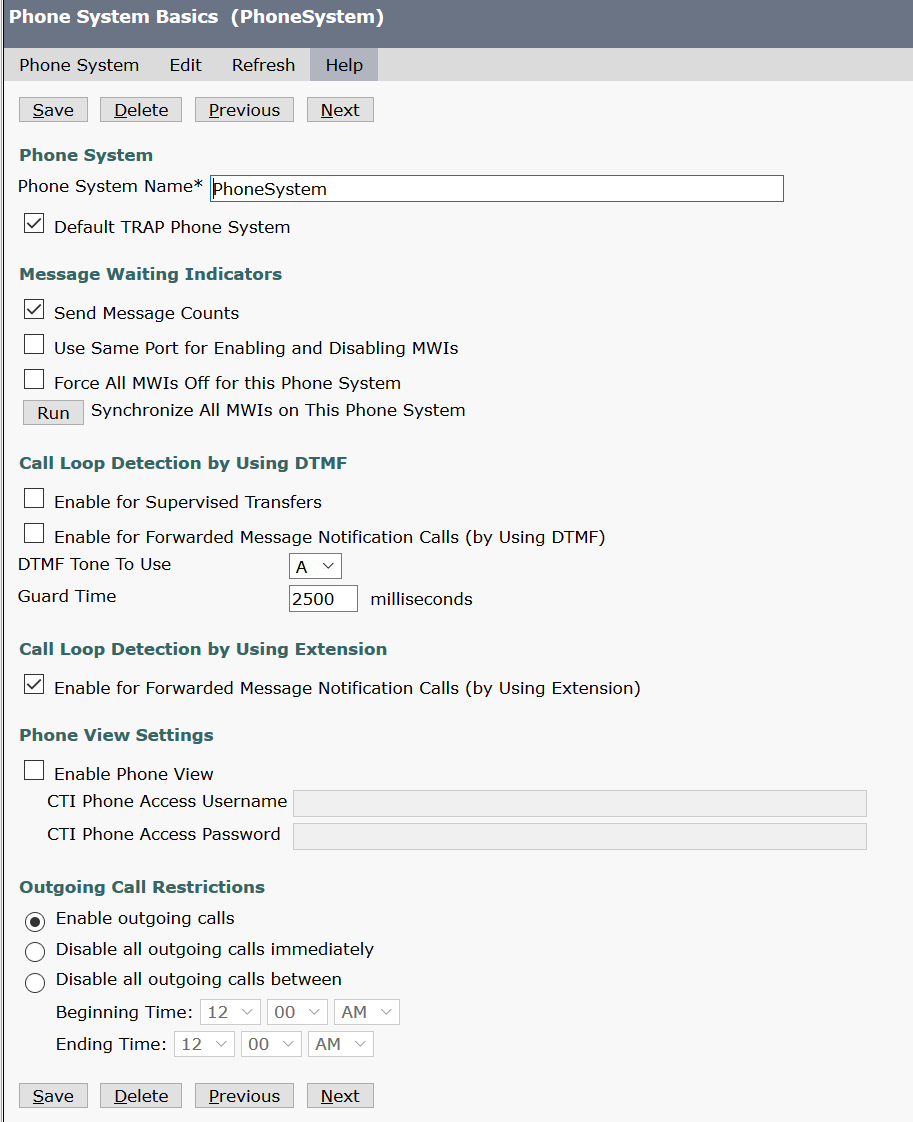 Phone System Basics (PhoneSystem)
Phone System Edit Refresh Help
Save Delete Previous Next
Phone System
Phone System Name* PhoneSystem
Default TRAP Phone System
Message Waiting Indicators
Send Message Counts
Use Same Port for Enabling and Disabling MWIs
Force All MWIs Off for this Phone System
Run Synchronize All MWIs on This Phone System
Call Loop Detection by Using DTMF
Enable for Supervised Transfers
Enable for Forwarded Message Notification Calls (by Using DTMF)
DTMF Tone To Use A
Guard Time 2500 milliseconds
Call Loop Detection by Using Extension
Enable for Forwarded Message Notification Calls (by Using Extension)
Phone View Settings
Enable Phone View
CTI Phone Access Username
CTI Phone Access Password
Outgoing Call Restrictions
Enable outgoing calls
Disable all outgoing calls immediately
Disable all outgoing calls between
Beginning Time: 12 00 AM
Ending Time: 12 00 AM
Save Delete Previous Next